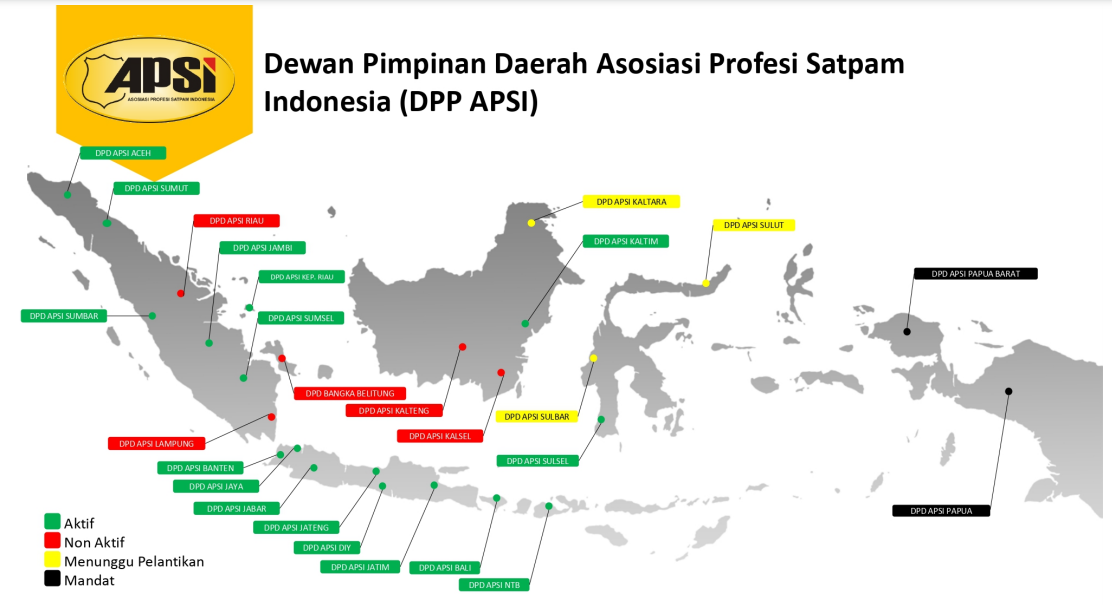 APSI
ASOSIASI PROFESI SATPAM INDONESIA
Dewan Pimpinan Daerah Asosiasi Profesi Satpam
Indonesia (DPP APSI)
DPD APSI ACEH
DPD APSI SUMUT
DPD APSI KALTARA
DPD APSI RIAU
DPD APSI SULUT
DPD APSI KALTIM
DPD APSI JAMBI
DPD APSI PAPUA BARAT
DPD APSI KEP. RIAU
DPD APSI SUMBAR
DPD APSI SUMSEL
DPD BANGKA BELITUNG
DPD APSI KALTENG
DPD APSI SULBAR
DPD APSI KALSEL
DPD APSI LAMPUNG
DPD APSI SULSEL
DPD APSI BANTEN
DPD APSI JAYA
DPD APSI JABAR
DPD APSI PAPUA
DPD APSI JATENG
DPD APSI DIY
DPD APSI JATIM
DPD APSI BALI
DPD APSI NTB
Aktif
Non Aktif
Menunggu Pelantikan
Mandat